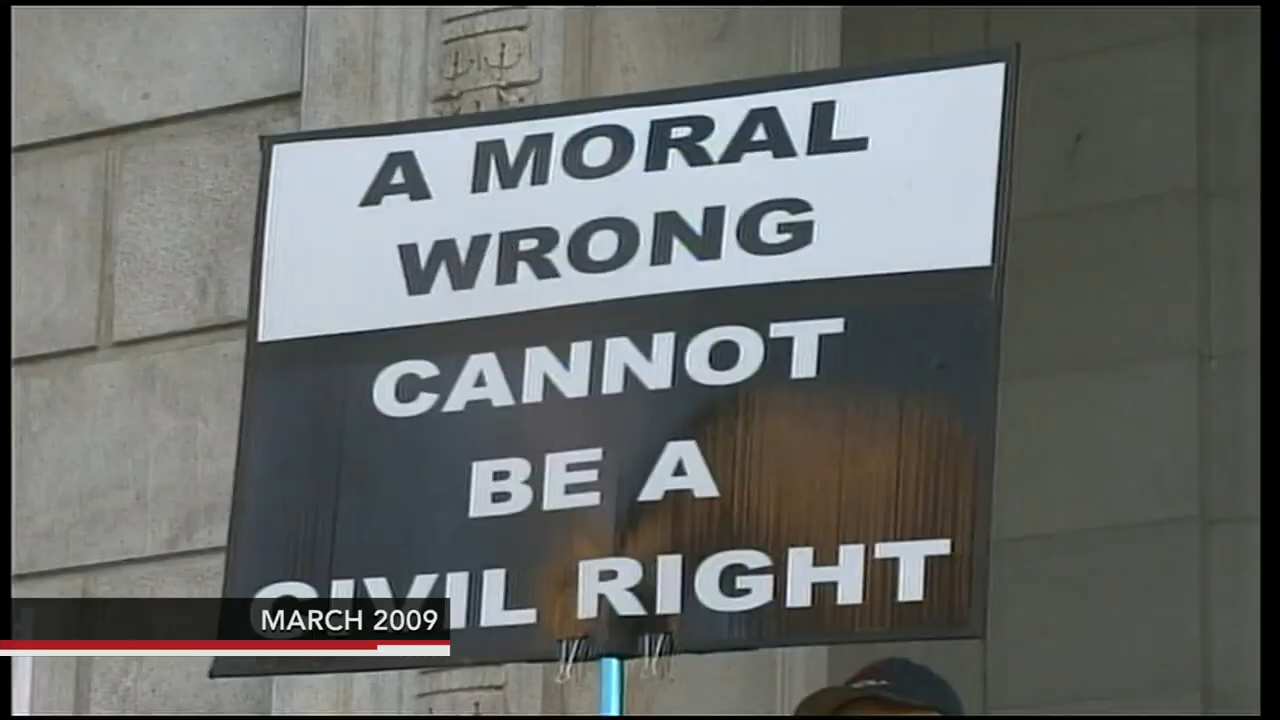 A MORAL
WRONG
CANNOT
BE A
CIVIL RIGHT
MARCH 2009